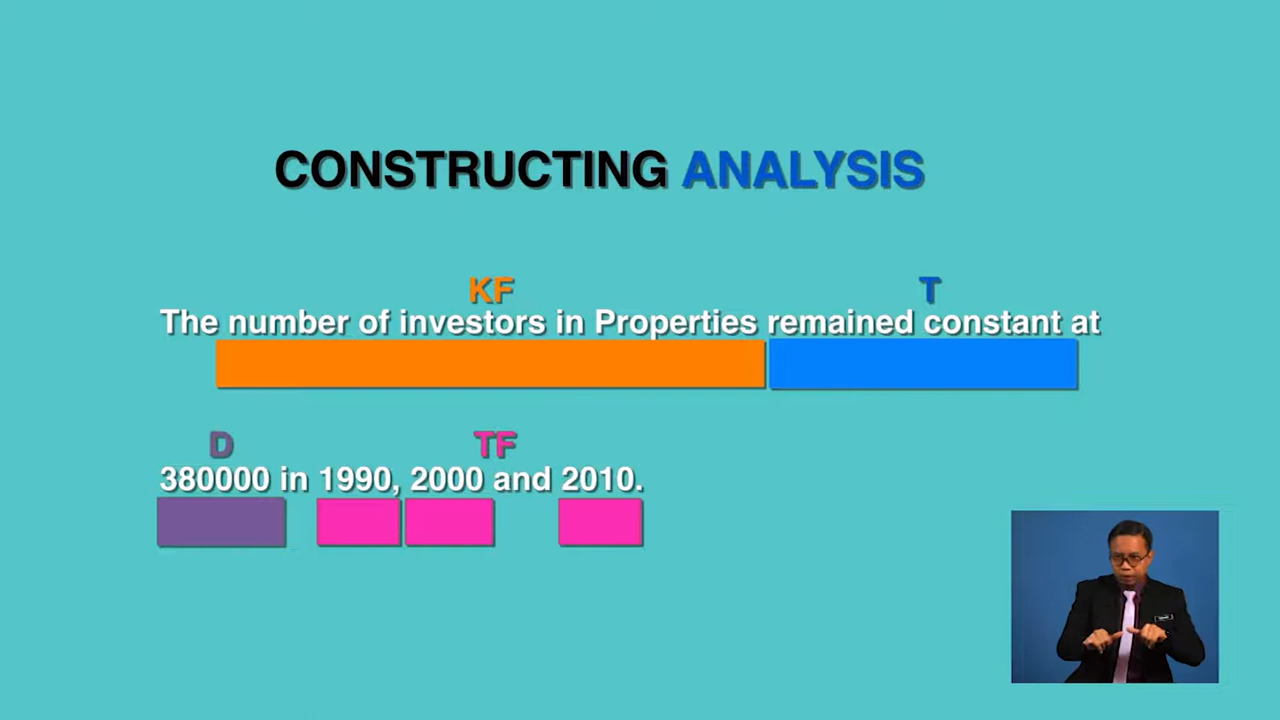 CONSTRUCTING ANALYSIS
KF T
The number of investors in Properties remained constant at
D TF
380000 in 1990, 2000 and 2010.